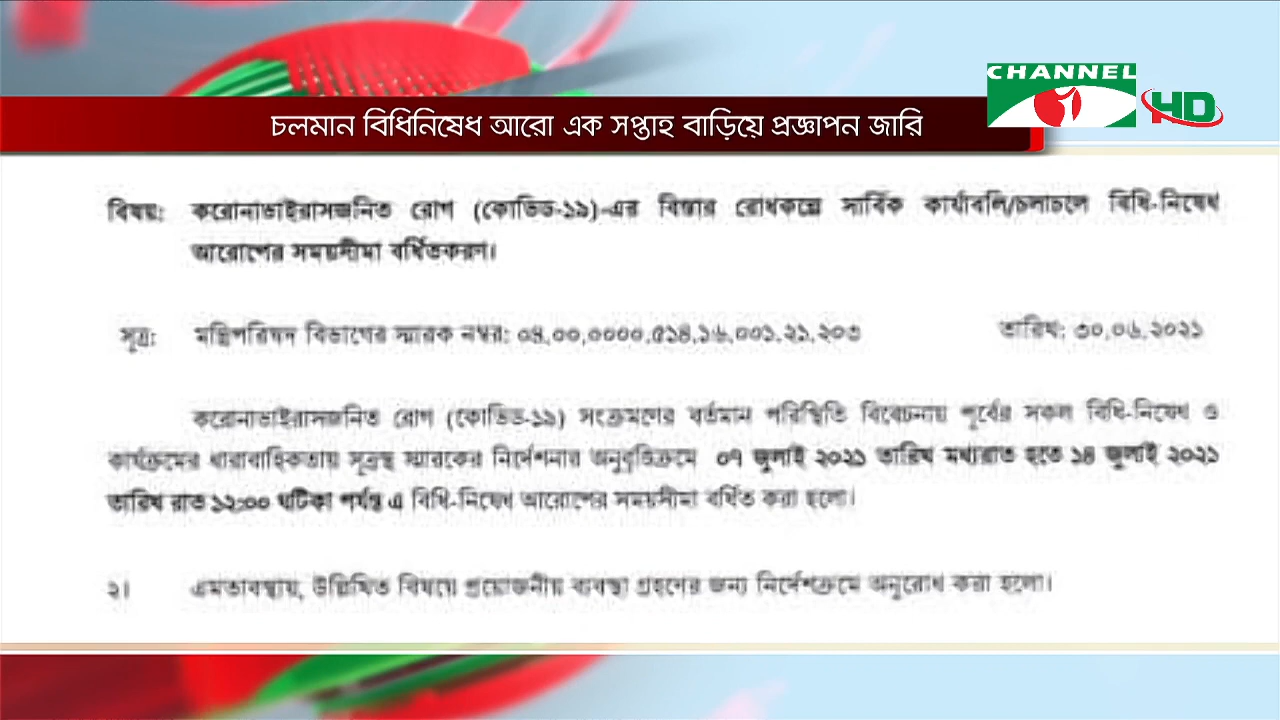 CHANNEL i HD
চলমান বিধিনিষেধ আরো এক সপ্তাহ বাড়িয়ে প্রজ্ঞাপন জারি
বিষয়: করোনাভাইরাসজনিত রোগ (কোভিড-১৯)-এর বিস্তার রোধকল্পে সার্বিক কার্যাবলি/চলাচলে বিধি-নিষেধ
আরোপের সময়সীমা বর্ধিতকরণ।
সূত্র: মন্ত্রিপরিষদ বিভাগের স্মারক নম্বর: ০৪.০০.০০০০.৫১৪.১৬.০০১.২১.২০৩ তারিখ: ৩০.০৬.২০২১
করোনাভাইরাসজনিত রোগ (কোভিড-১৯) সংক্রমণের বর্তমান পরিস্থিতি বিবেচনায় পূর্বের সকল বিধি-নিষেধ ও
কার্যক্রমের ধারাবাহিকতায় সূত্রস্থ স্মারকের নির্দেশনার অনুবৃত্তিক্রমে ০৭ জুলাই ২০২১ তারিখ মধ্যরাত হতে ১৪ জুলাই ২০২১
তারিখ রাত ১২:০০ ঘটিকা পর্যন্ত এ বিধি-নিষেধ আরোপের সময়সীমা বর্ধিত করা হলো।
২। এমতাবস্থায়, উল্লিখিত বিষয়ে প্রয়োজনীয় ব্যবস্থা গ্রহণের জন্য নির্দেশক্রমে অনুরোধ করা হলো।